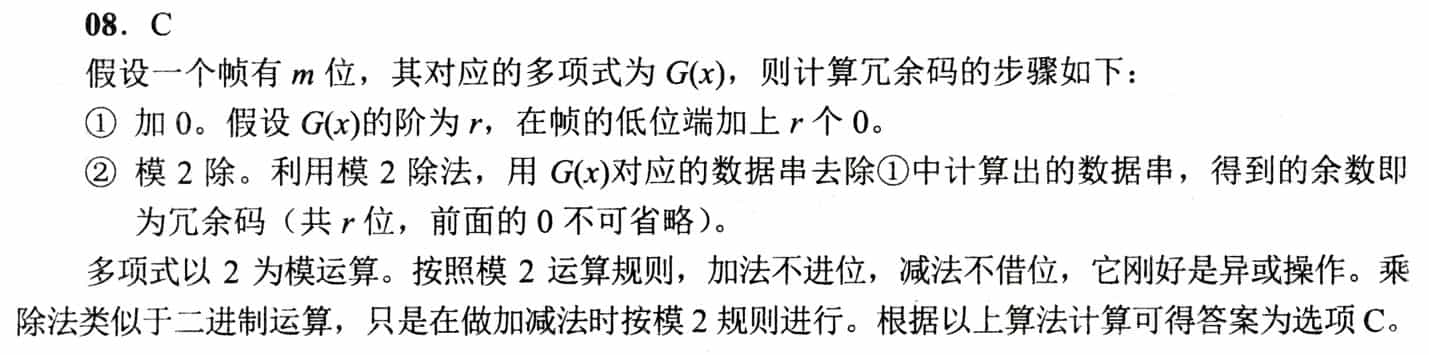 08. C
假设一个帧有 m 位，其对应的多项式为 G(x)，则计算冗余码的步骤如下：
① 加 0。假设 G(x)的阶为 r，在帧的低位端加上 r 个 0。
② 模 2 除。利用模 2 除法，用 G(x)对应的数据串去除①中计算出的数据串，得到的余数即
为冗余码（共 r 位，前面的 0 不可省略）。
多项式以 2 为模运算。按照模 2 运算规则，加法不进位，减法不借位，它刚好是异或操作。乘
除法类似于二进制运算，只是在做加减法时按模 2 规则进行。根据以上算法计算可得答案为选项 C。